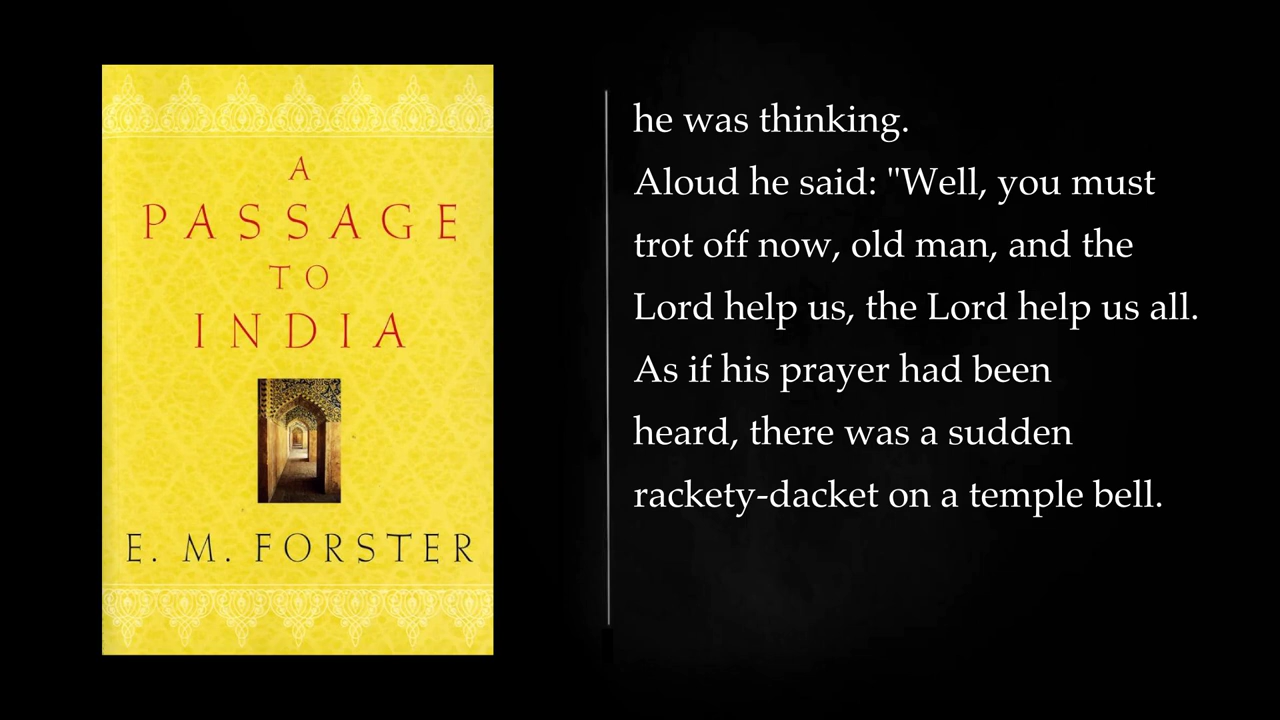 A
PASSAGE
TO
INDIA
E. M. FORSTER
he was thinking.
Aloud he said: "Well, you must
trot off now, old man, and the
Lord help us, the Lord help us all.
As if his prayer had been
heard, there was a sudden
rackety-dacket on a temple bell.